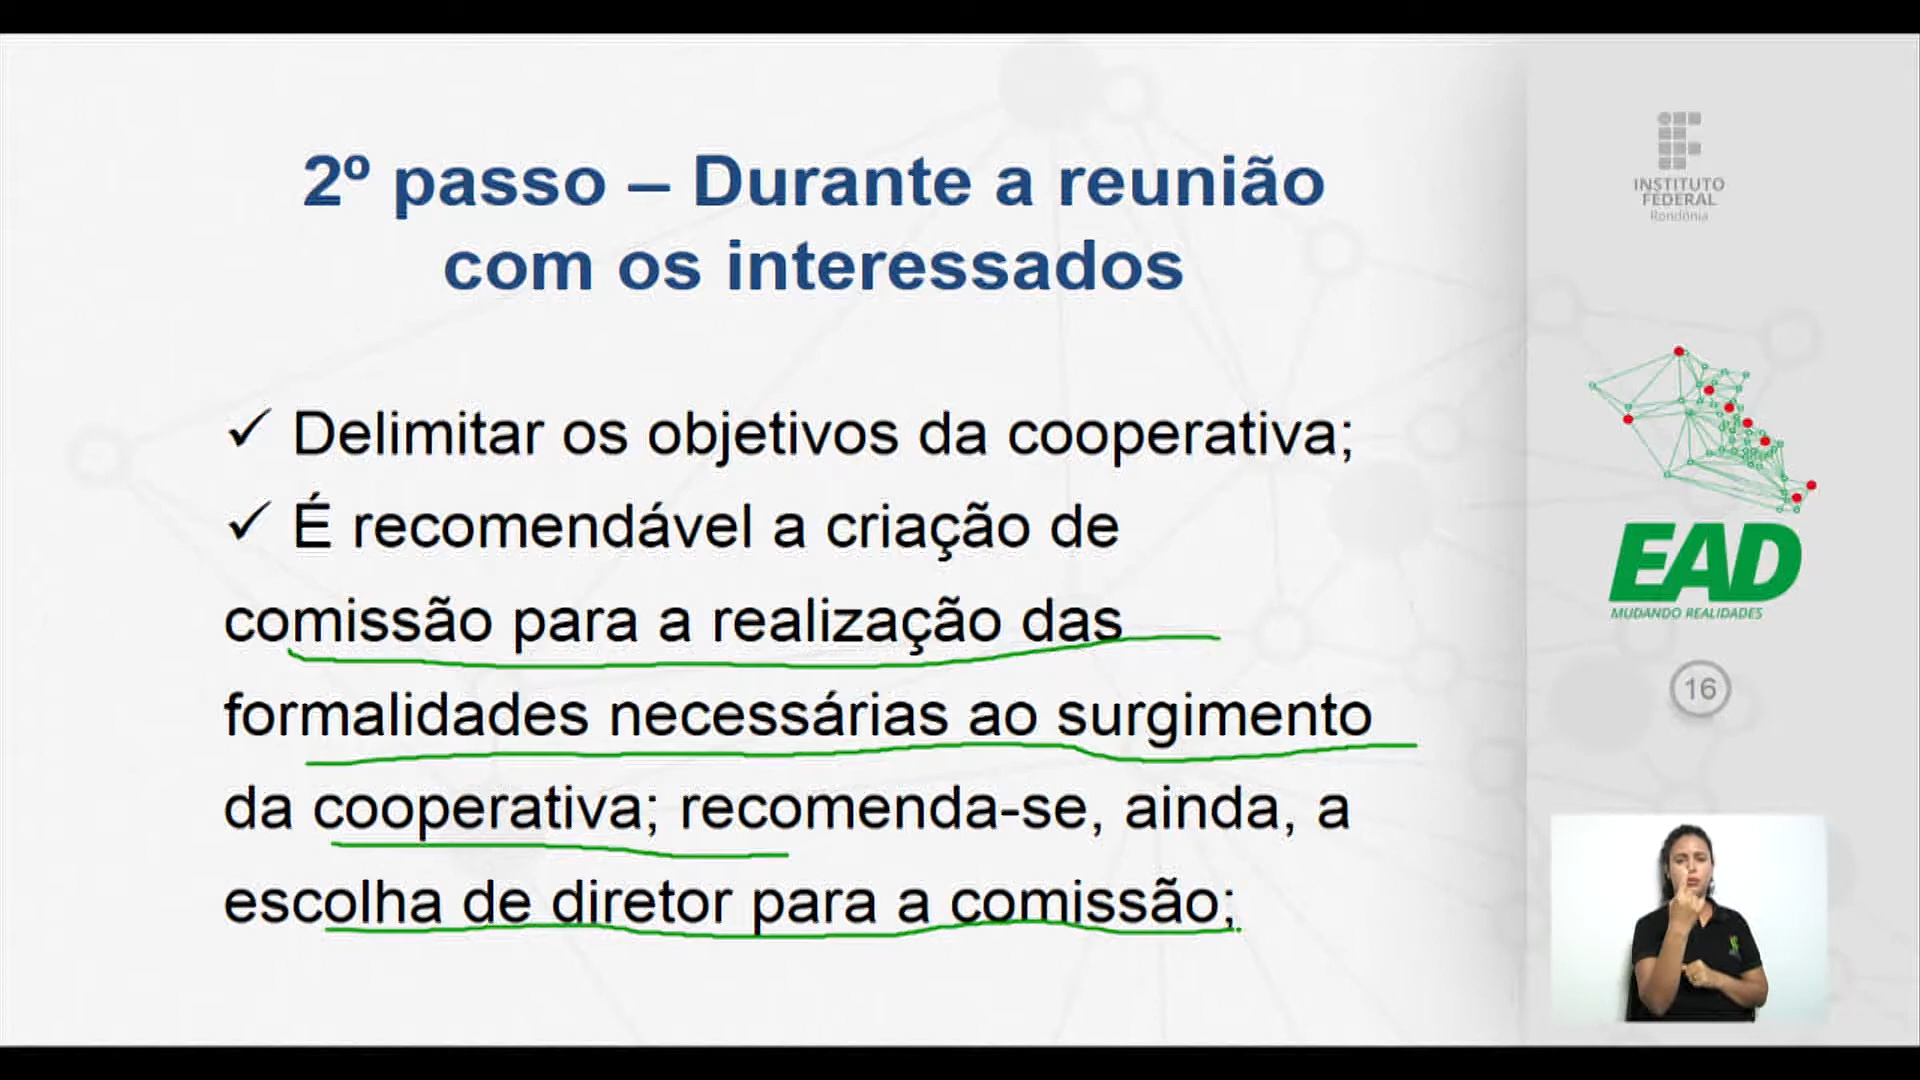 2º passo – Durante a reunião
com os interessados
✓ Delimitar os objetivos da cooperativa;
✓ É recomendável a criação de
comissão para a realização das
formalidades necessárias ao surgimento
da cooperativa; recomenda-se, ainda, a
escolha de diretor para a comissão;
INSTITUTO
FEDERAL
Rondônia
EAD
MUDANDO REALIDADES
16